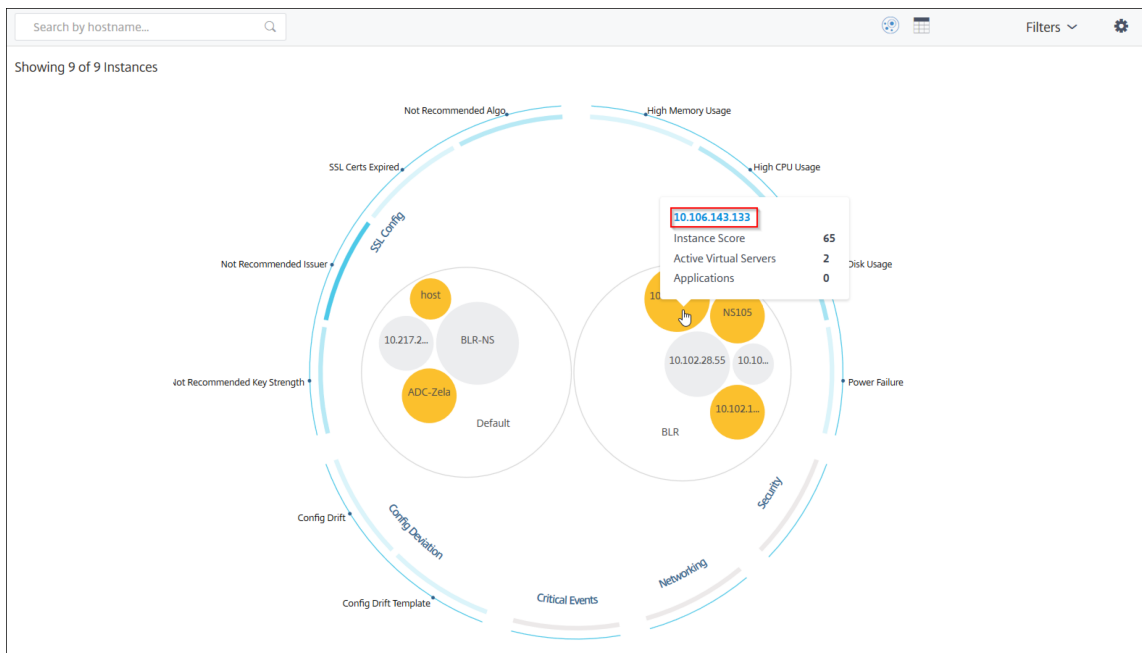 Search by hostname...
Filters
Showing 9 of 9 Instances
Not Recommended Algo
High Memory Usage
SSL Certs Expired
High CPU Usage
SSL Config
10.106.143.133
Instance Score 65
Active Virtual Servers 2
Applications 0
Not Recommended Issuer
Disk Usage
host
10
NS105
10.217.2...
BLR-NS
10.102.28.55
10.10...
Not Recommended Key Strength
Power Failure
ADC-Zela
10.102.1...
Default
BLR
Security
Config Drift
Config Deviation
Networking
Config Drift Template
Critical Events